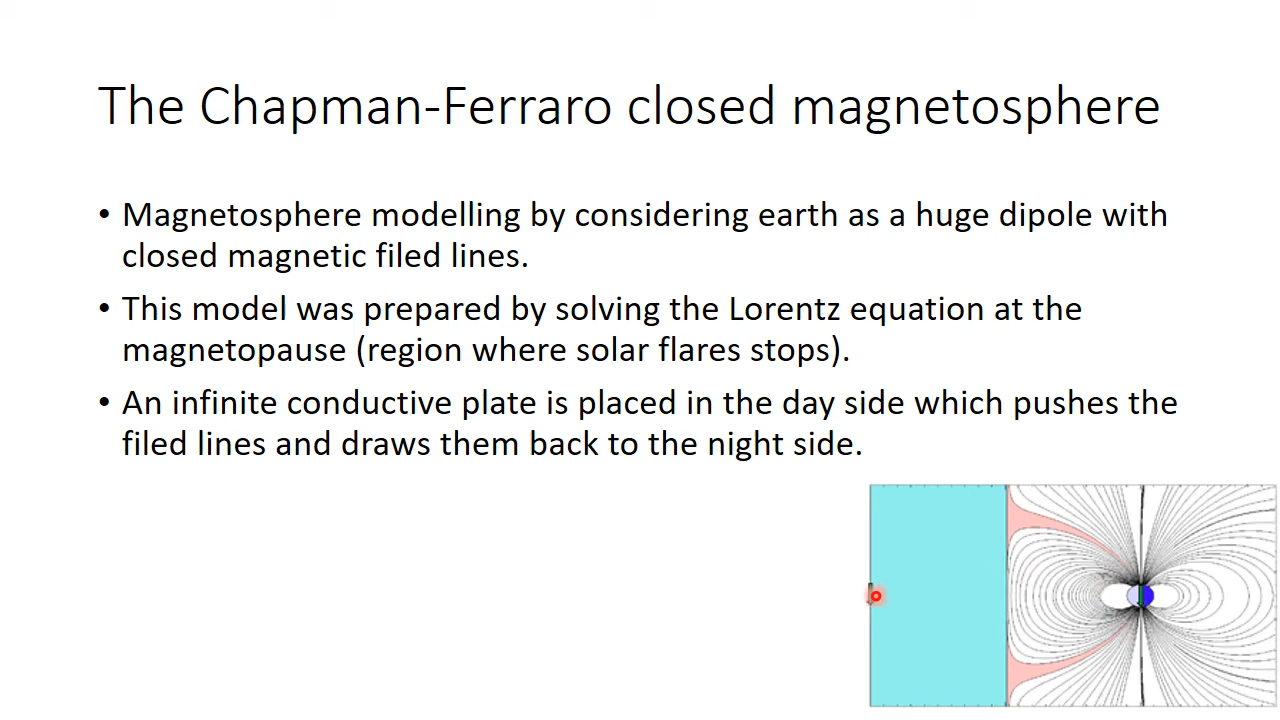 The Chapman-Ferraro closed magnetosphere
• Magnetosphere modelling by considering earth as a huge dipole with
closed magnetic filed lines.
• This model was prepared by solving the Lorentz equation at the
magnetopause (region where solar flares stops).
• An infinite conductive plate is placed in the day side which pushes the
filed lines and draws them back to the night side.